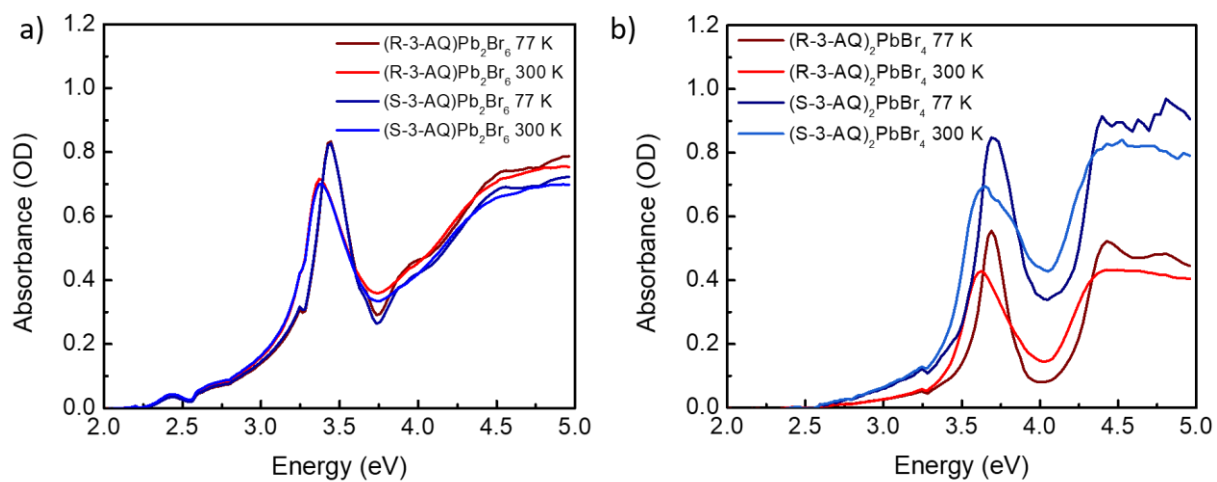 a)
1.2
1.0
0.8
0.6
0.4
0.2
0.0
Absorbance (OD)
(R-3-AQ)Pb₂Br₆ 77 K
(R-3-AQ)Pb₂Br₆ 300 K
(S-3-AQ)Pb₂Br₆ 77 K
(S-3-AQ)Pb₂Br₆ 300 K
2.0 2.5 3.0 3.5 4.0 4.5 5.0
Energy (eV)
b)
1.2
1.0
0.8
0.6
0.4
0.2
0.0
Absorbance (OD)
(R-3-AQ)₂PbBr₄ 77 K
(R-3-AQ)₂PbBr₄ 300 K
(S-3-AQ)₂PbBr₄ 77 K
(S-3-AQ)₂PbBr₄ 300 K
2.0 2.5 3.0 3.5 4.0 4.5 5.0
Energy (eV)